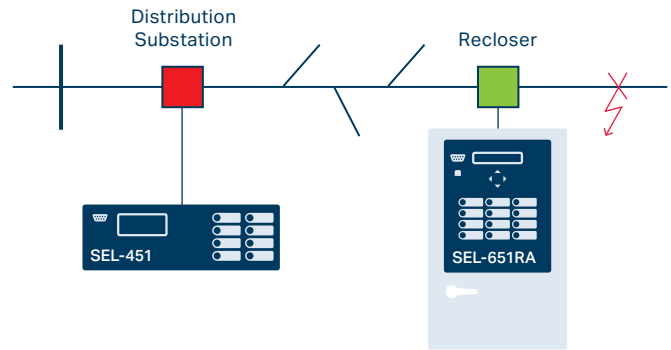 Distribution
Substation
Recloser
SEL-451
SEL-651RA